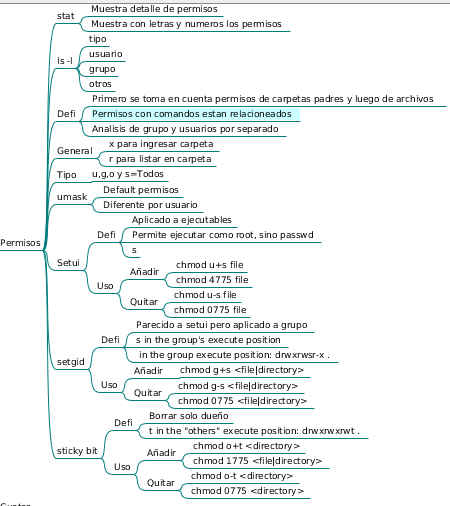 stat
Muestra detalle de permisos
Muestra con letras y numeros los permisos
ls -l
tipo
usuario
grupo
otros
Defi
Primero se toma en cuenta permisos de carpetas padres y luego de archivos
Permisos con comandos estan relacioneados
Analisis de grupo y usuarios por separado
General
x para ingresar carpeta
r para listar en carpeta
Tipo
u,g,o y s=Todos
umask
Default permisos
Diferente por usuario
Permisos
Setui
Defi
Aplicado a ejecutables
Permite ejecutar como root, sino passwd
s
Uso
Añadir
chmod u+s file
chmod 4775 file
Quitar
chmod u-s file
chmod 0775 file
setgid
Defi
Parecido a setui pero aplicado a grupo
s in the group's execute position
in the group execute position: drwxrwsr-x .
Uso
Añadir
chmod g+s <file|directory>
Quitar
chmod g-s <file|directory>
chmod 0775 <file|directory>
sticky bit
Defi
Borrar solo dueño
t in the "others" execute position: drwxrwxrwt .
Uso
Añadir
chmod o+t <directory>
chmod 1775 <file|directory>
Quitar
chmod o-t <directory>
chmod 0775 <directory>